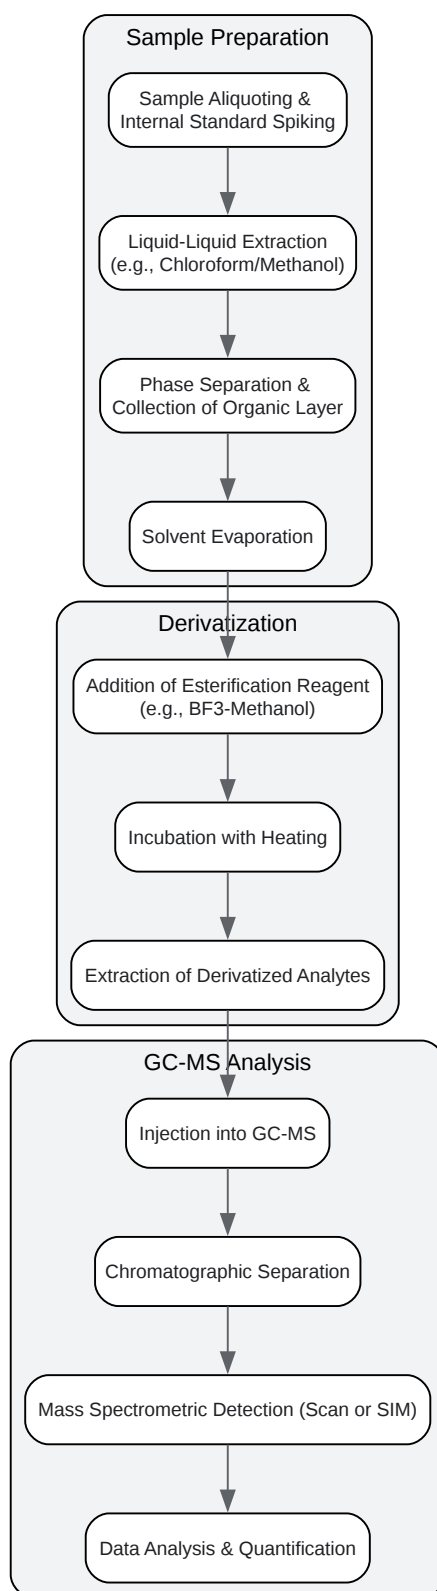 Sample Preparation
Sample Aliquoting &
Internal Standard Spiking
Liquid-Liquid Extraction
(e.g., Chloroform/Methanol)
Phase Separation &
Collection of Organic Layer
Solvent Evaporation
Derivatization
Addition of Esterification Reagent
(e.g., BF3-Methanol)
Incubation with Heating
Extraction of Derivatized Analytes
GC-MS Analysis
Injection into GC-MS
Chromatographic Separation
Mass Spectrometric Detection (Scan or SIM)
Data Analysis & Quantification